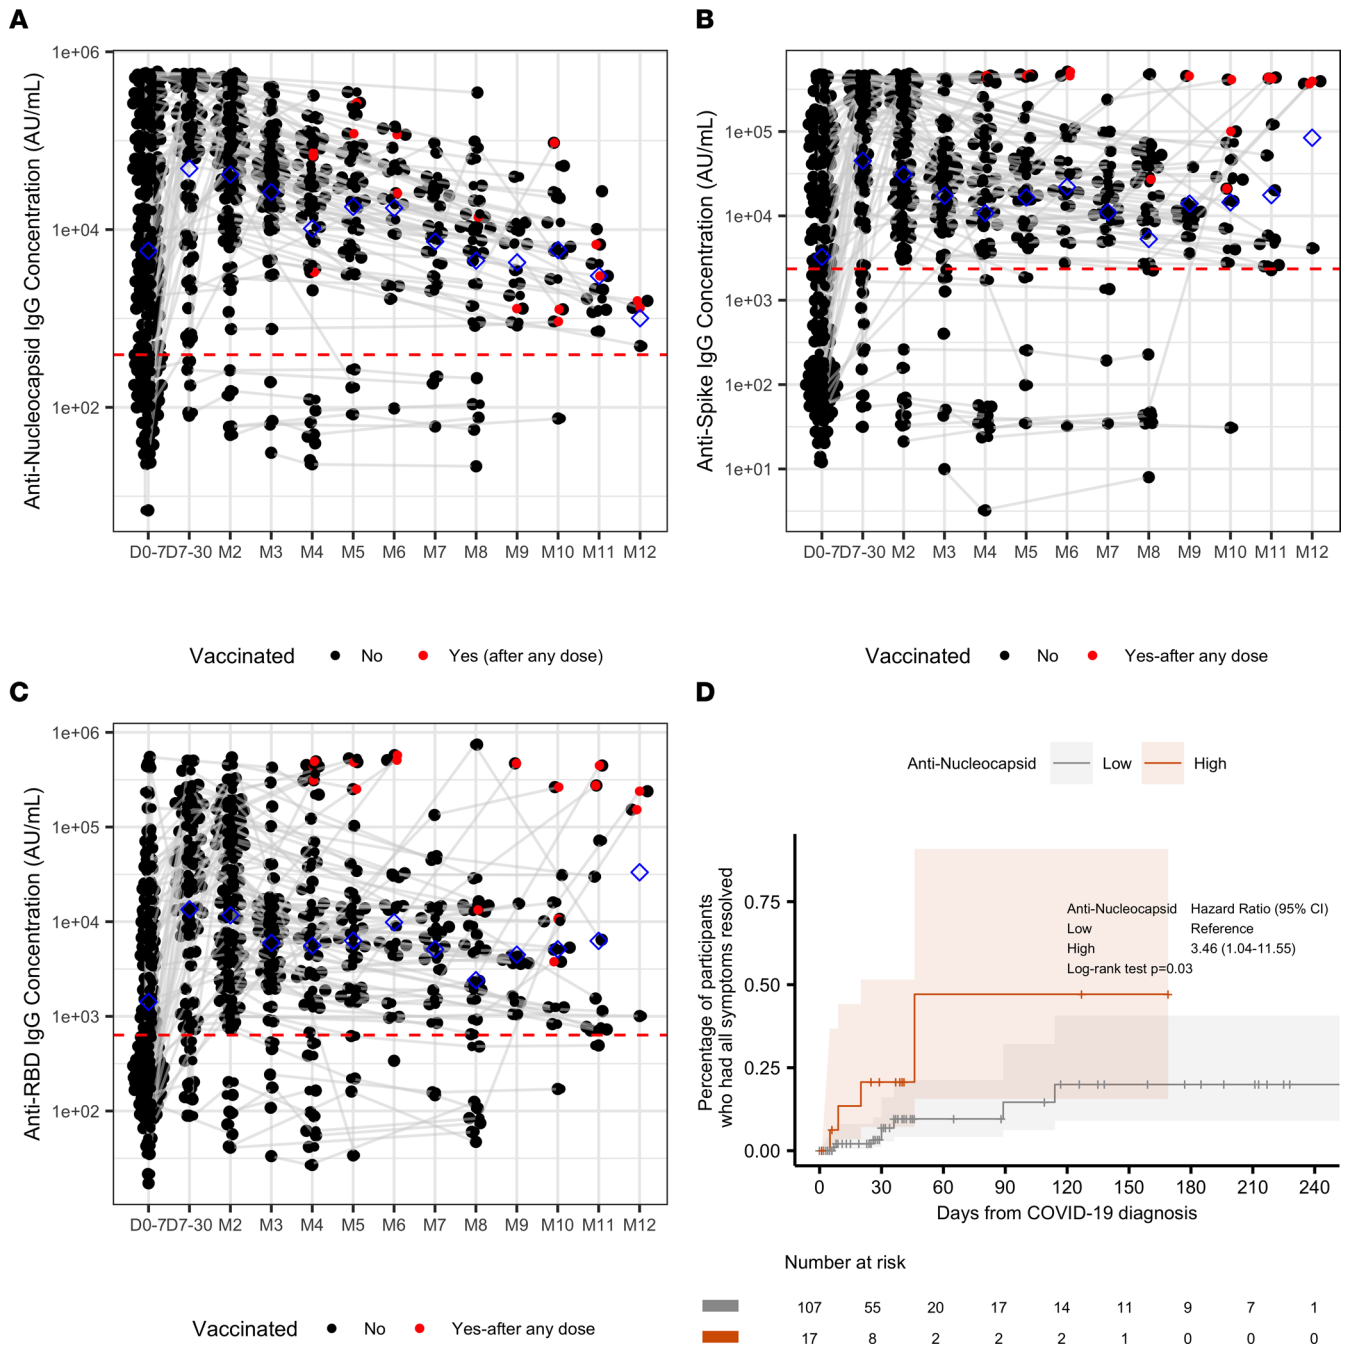 A
Anti-Nucleocapsid IgG Concentration (AU/mL)
1e+06
1e+04
1e+02
D0-7 D7-30 M2 M3 M4 M5 M6 M7 M8 M9 M10 M11 M12
Vaccinated No Yes (after any dose)
B
Anti-Spike IgG Concentration (AU/mL)
1e+05
1e+04
1e+03
1e+02
1e+01
D0-7 D7-30 M2 M3 M4 M5 M6 M7 M8 M9 M10 M11 M12
Vaccinated No Yes-after any dose
C
Anti-RBD IgG Concentration (AU/mL)
1e+06
1e+05
1e+04
1e+03
1e+02
D0-7 D7-30 M2 M3 M4 M5 M6 M7 M8 M9 M10 M11 M12
Vaccinated No Yes-after any dose
D
Anti-Nucleocapsid Low High
Percentage of participants
who had all symptoms resolved
0.75
0.50
0.25
0.00
Anti-Nucleocapsid Hazard Ratio (95% CI)
Low Reference
High 3.46 (1.04-11.55)
Log-rank test p=0.03
0 30 60 90 120 150 180 210 240
Days from COVID-19 diagnosis
Number at risk
107 55 20 17 14 11 9 7 1
17 8 2 2 2 1 0 0 0